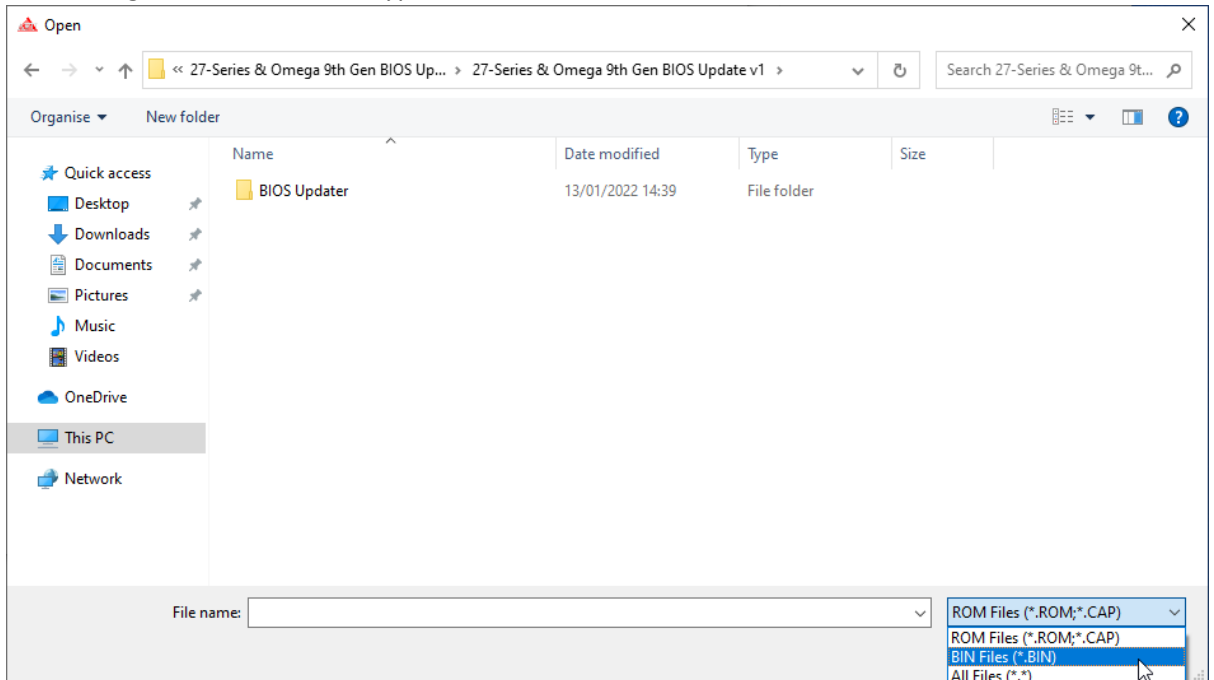 Open
« 27-Series & Omega 9th Gen BIOS Up... > 27-Series & Omega 9th Gen BIOS Update v1 >
Search 27-Series & Omega 9t...
Organise
New folder
Name Date modified Type Size
Quick access
Desktop
Downloads
Documents
Pictures
Music
Videos
OneDrive
This PC
Network
BIOS Updater 13/01/2022 14:39 File folder
File name:
ROM Files (*.ROM;*.CAP)
ROM Files (*.ROM;*.CAP)
BIN Files (*.BIN)
All Files (*.*)